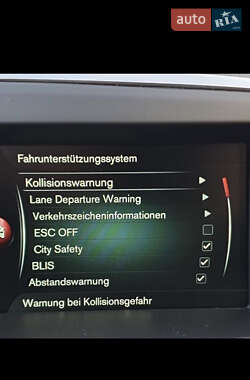 auto RIA
Fahrunterstützungssystem
Kollisionswarnung
Lane Departure Warning
Verkehrszeicheninformationen
ESC OFF
City Safety
BLIS
Abstandswarnung
Warnung bei Kollisionsgefahr